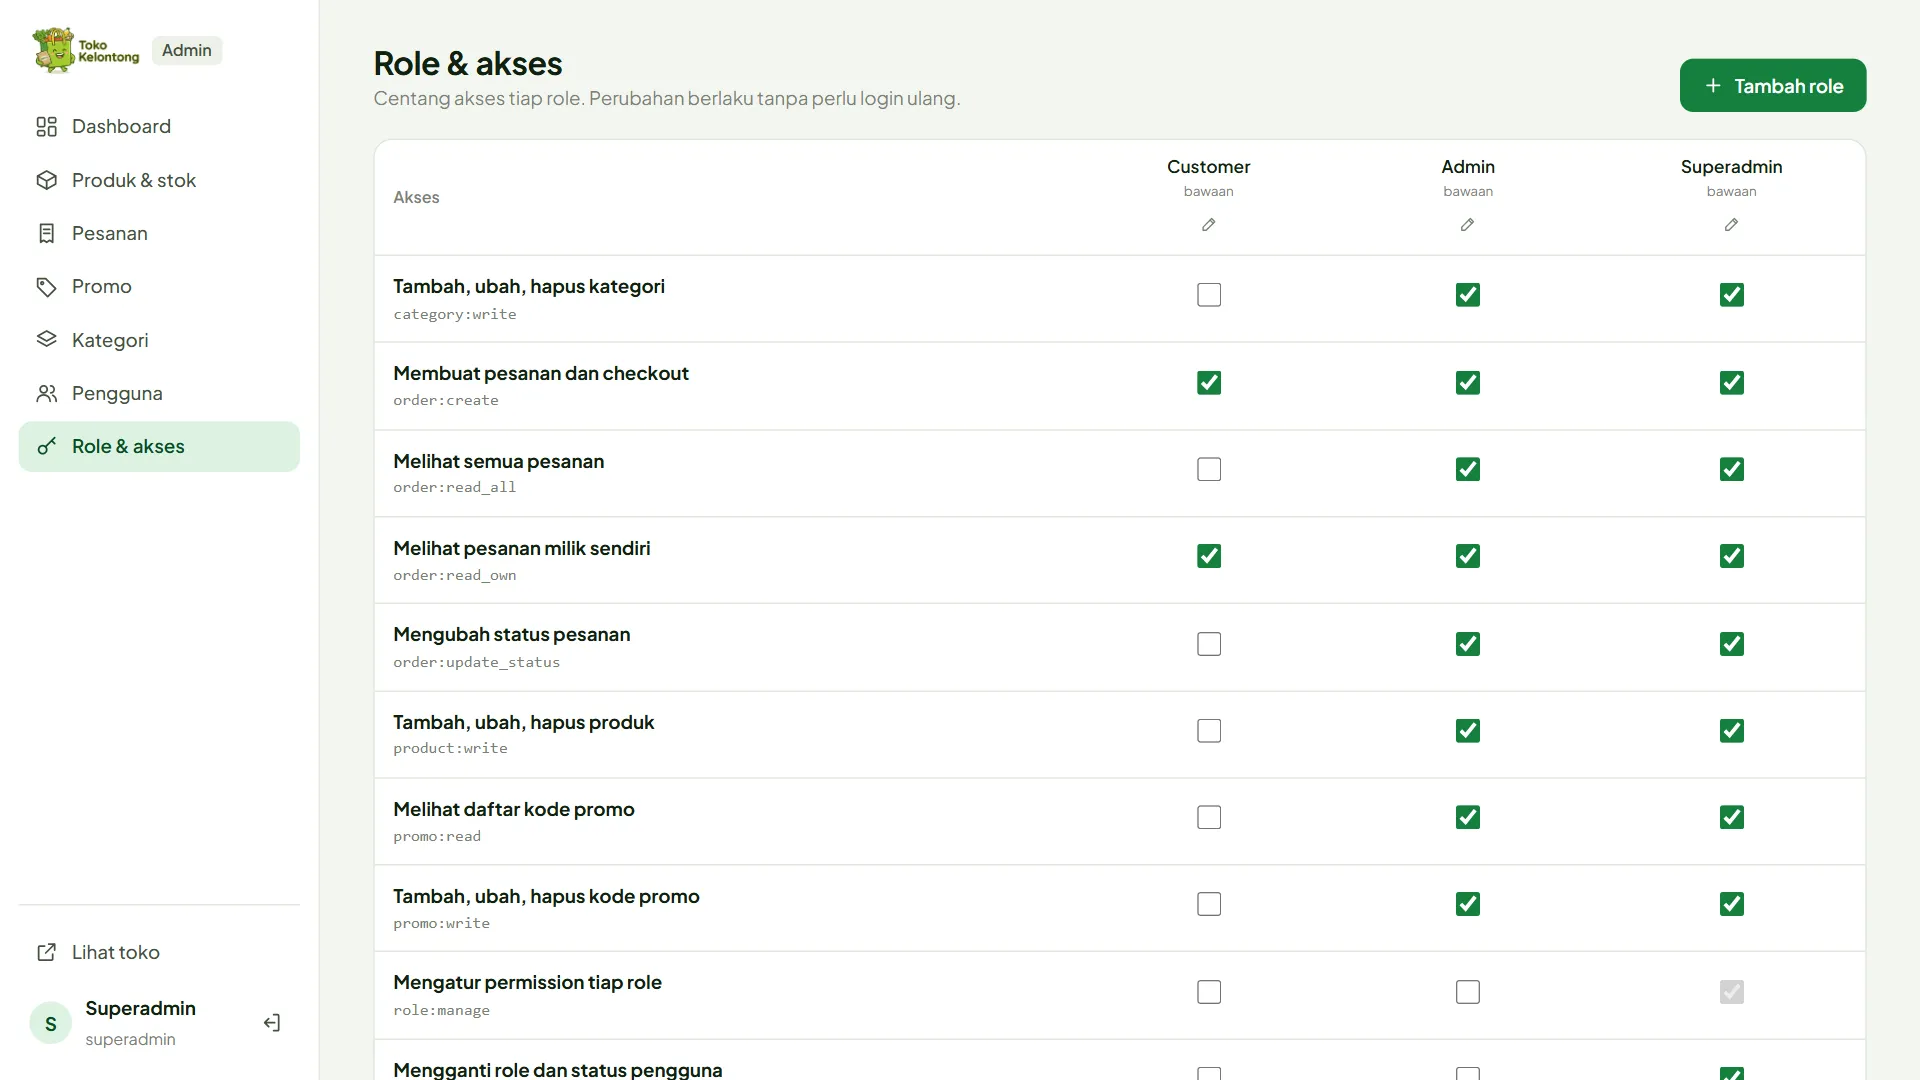 Toko
Kelontong
Admin
Dashboard
Produk & stok
Pesanan
Promo
Kategori
Pengguna
Role & akses
Lihat toko
S
Superadmin
superadmin
Role & akses
Centang akses tiap role. Perubahan berlaku tanpa perlu login ulang.
+ Tambah role
Akses
Customer
bawaan
Admin
bawaan
Superadmin
bawaan
Tambah, ubah, hapus kategori
category:write
Membuat pesanan dan checkout
order:create
Melihat semua pesanan
order:read_all
Melihat pesanan milik sendiri
order:read_own
Mengubah status pesanan
order:update_status
Tambah, ubah, hapus produk
product:write
Melihat daftar kode promo
promo:read
Tambah, ubah, hapus kode promo
promo:write
Mengatur permission tiap role
role:manage
Mengganti role dan status pengguna